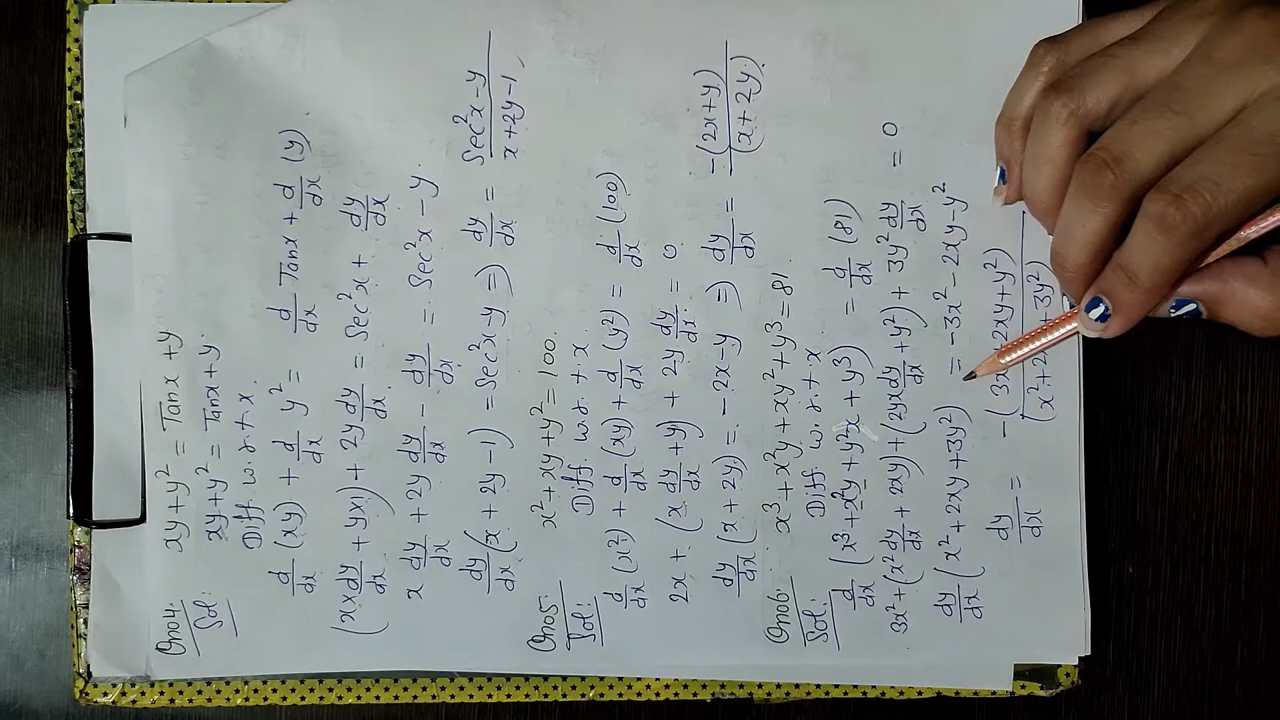 Qno4. xy + y² = Tanx + y
Sol: xy + y² = Tanx + y.
Diff w.r.t x.
d/dx (xy) + d/dx y² = d/dx Tanx + d/dx (y)
(x × dy/dx + y × 1) + 2y dy/dx = Sec²x + dy/dx
x dy/dx + 2y dy/dx - dy/dx = Sec²x - y.
dy/dx (x + 2y - 1) = Sec²x - y => dy/dx = Sec²x - y / x + 2y - 1,
Qno5. x² + xy + y² = 100.
Sol: Diff w.r.t x.
d/dx (x²) + d/dx (xy) + d/dx (y²) = d/dx (100)
2x + (x dy/dx + y) + 2y dy/dx = 0
dy/dx (x + 2y) = - 2x - y => dy/dx = -(2x + y) / (x + 2y).
Qno6. x³ + x²y + xy² + y³ = 81.
Sol: Diff w.r.t x
d/dx (x³ + x²y + y²x + y³) = d/dx (81)
3x² + (x² dy/dx + 2xy) + (2yx dy/dx + y²) + 3y² dy/dx = 0
dy/dx (x² + 2xy + 3y²) = -3x² - 2xy - y²
dy/dx = - (3x 2xy + y²) / (x² + 2 + 3y²)